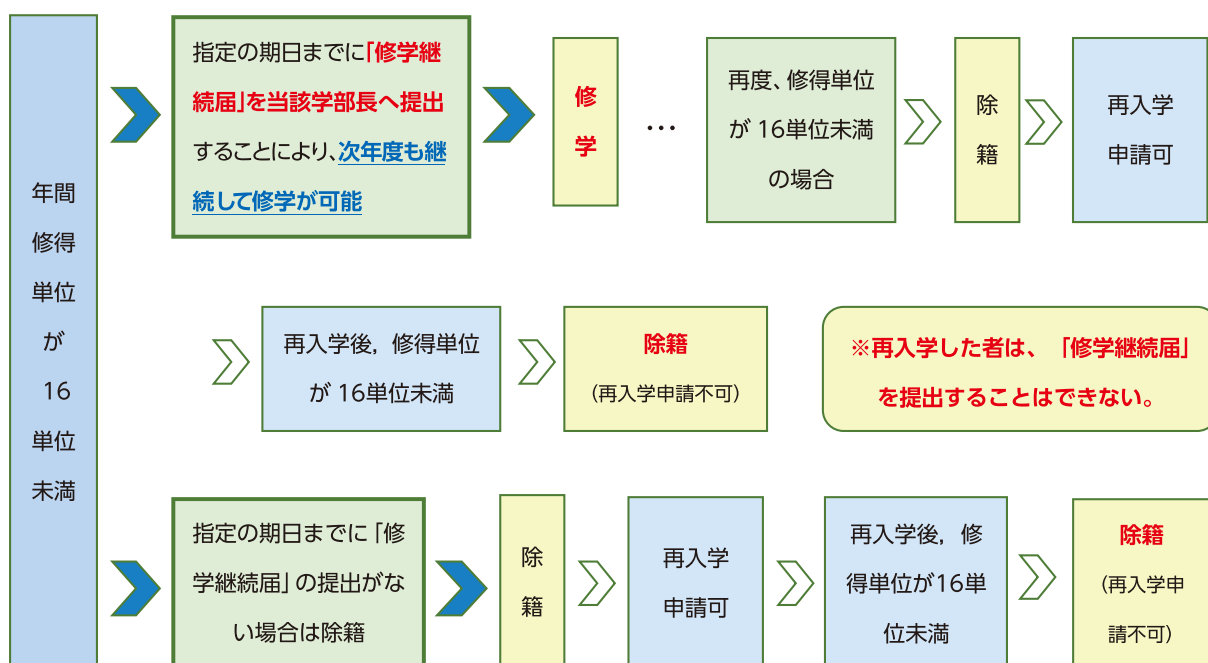 年間
修得
単位
が
16
単位
未満
指定の期日までに「修学継
続届」を当該学部長へ提出
することにより、次年度も継
続して修学が可能
修
学
…
再度、修得単位
が 16単位未満
の場合
除
籍
再入学
申請可
再入学後，修得単位
が 16単位未満
除籍
（再入学申請不可）
※再入学した者は、「修学継続届」
を提出することはできない。
指定の期日までに「修
学継続届」の提出がな
い場合は除籍
除
籍
再入学
申請可
再入学後，修
得単位が16単
位未満
除籍
（再入学申
請不可）